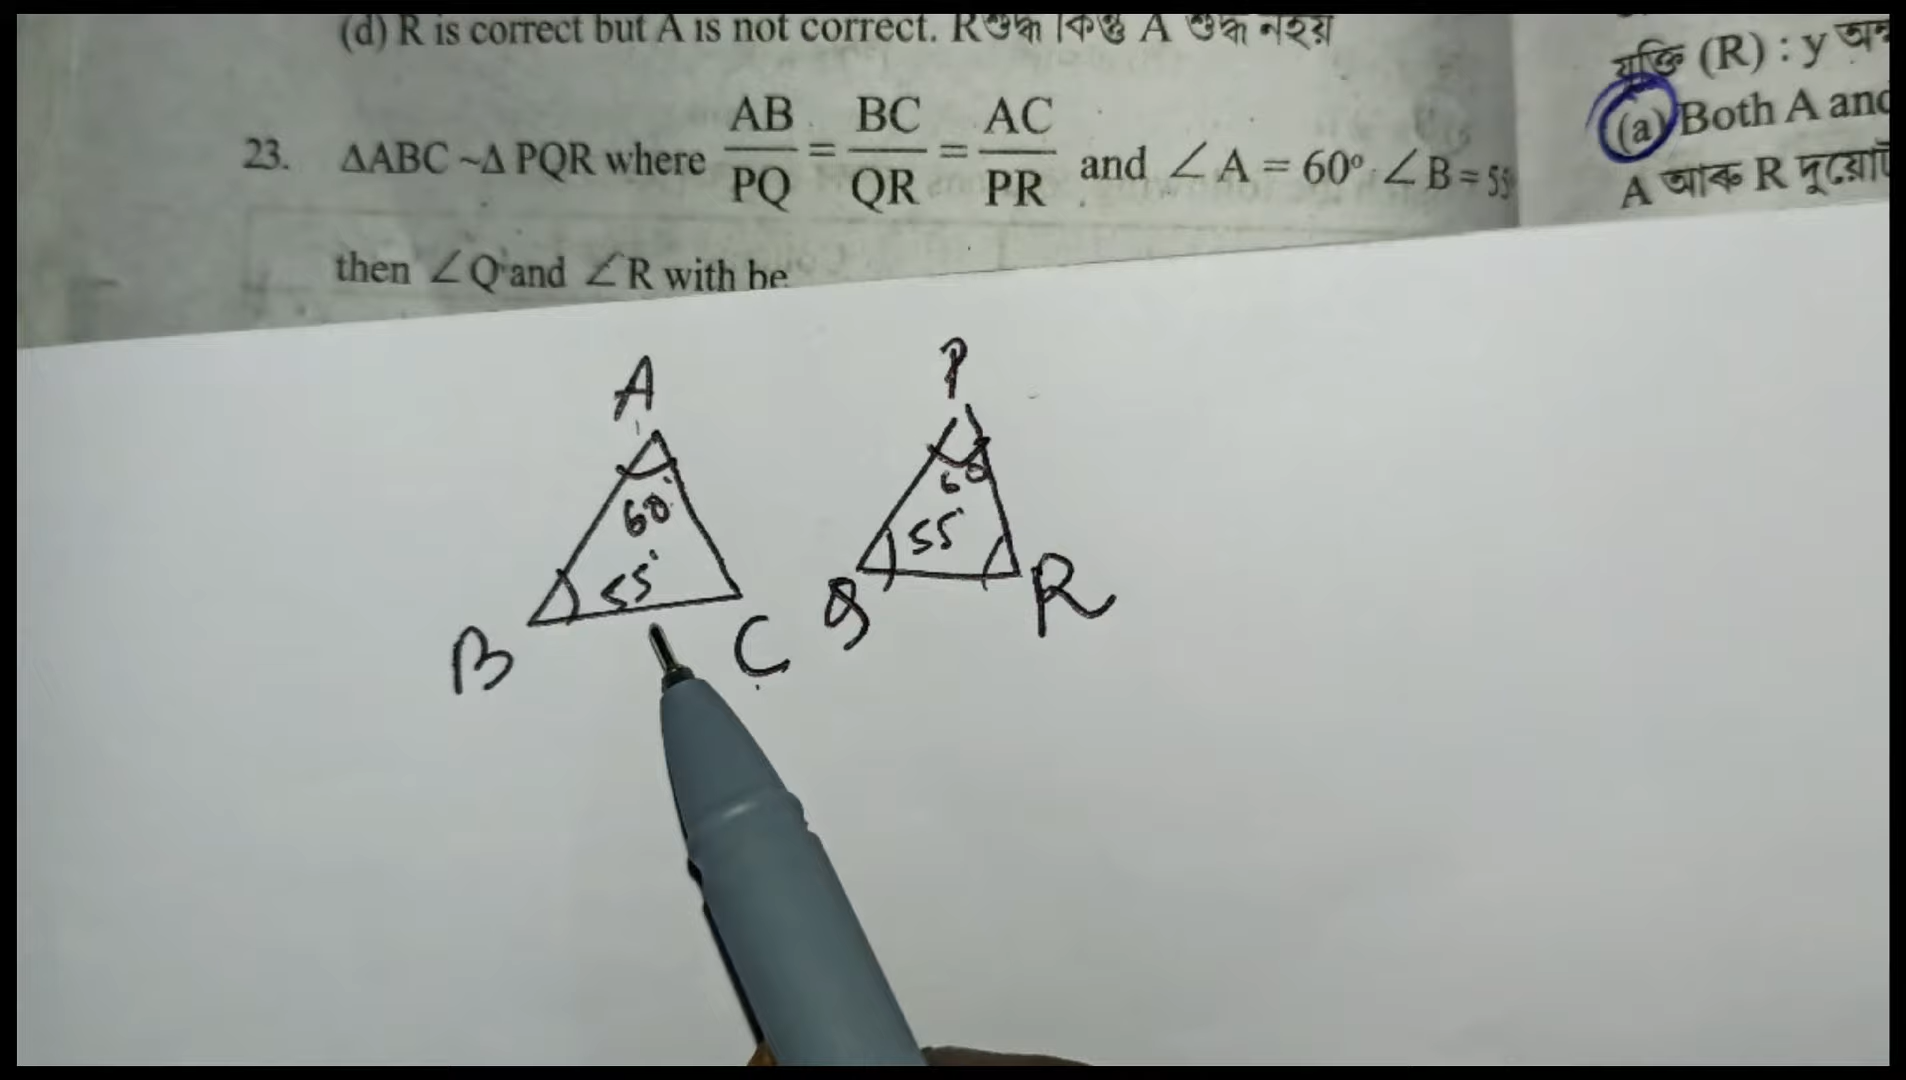 (d) R is correct but A is not correct. R শুদ্ধ কিন্তু A শুদ্ধ নহয়
23. ΔABC ~Δ PQR where AB/PQ = BC/QR = AC/PR and ∠A = 60° ∠B = 55
then ∠Q and ∠R with be
যুক্তি (R) : y
(a) Both A and
A আৰু R
A
60°
55°
B
C
P
60
55°
Q
R